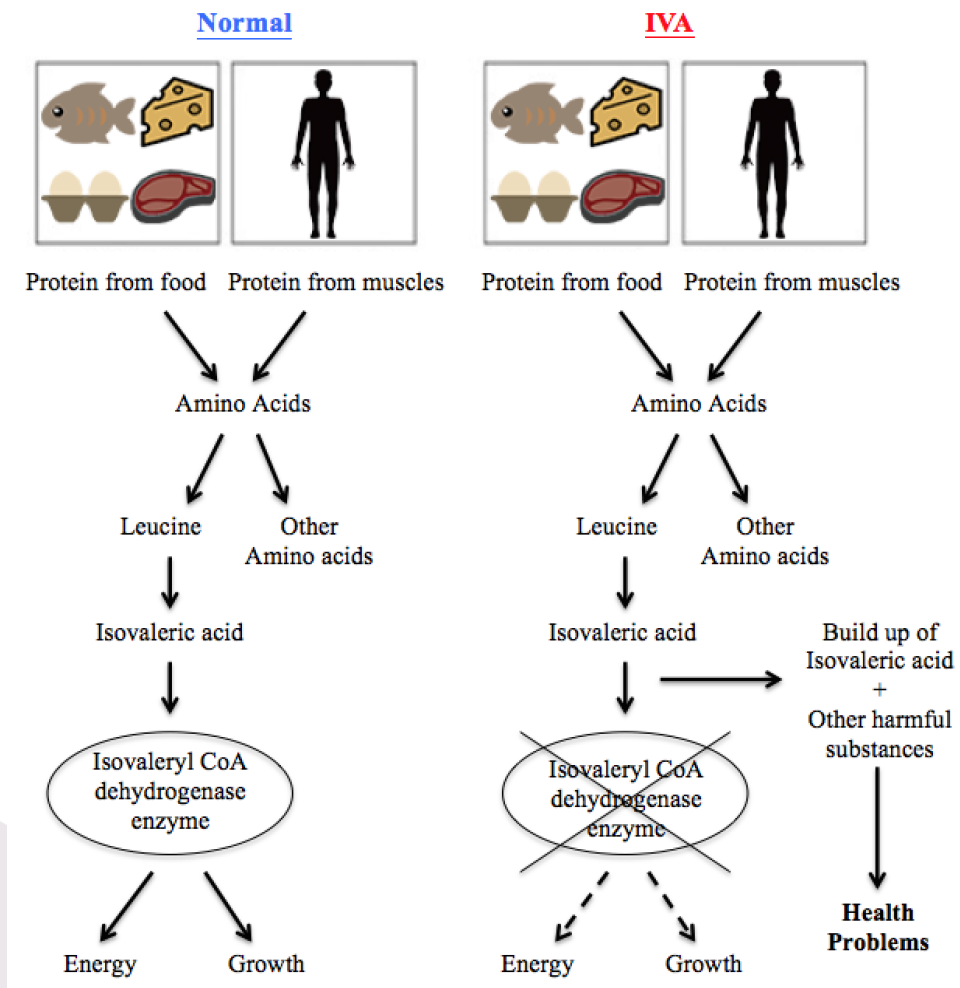 Normal
Protein from food
Protein from muscles
Amino Acids
Leucine
Other
Amino acids
Isovaleric acid
Isovaleryl CoA
dehydrogenase
enzyme
Energy
Growth
IVA
Protein from food
Protein from muscles
Amino Acids
Leucine
Other
Amino acids
Isovaleric acid
Build up of
Isovaleric acid
+
Other harmful
substances
Isovaleryl CoA
dehydrogenase
enzyme
Energy
Growth
Health
Problems